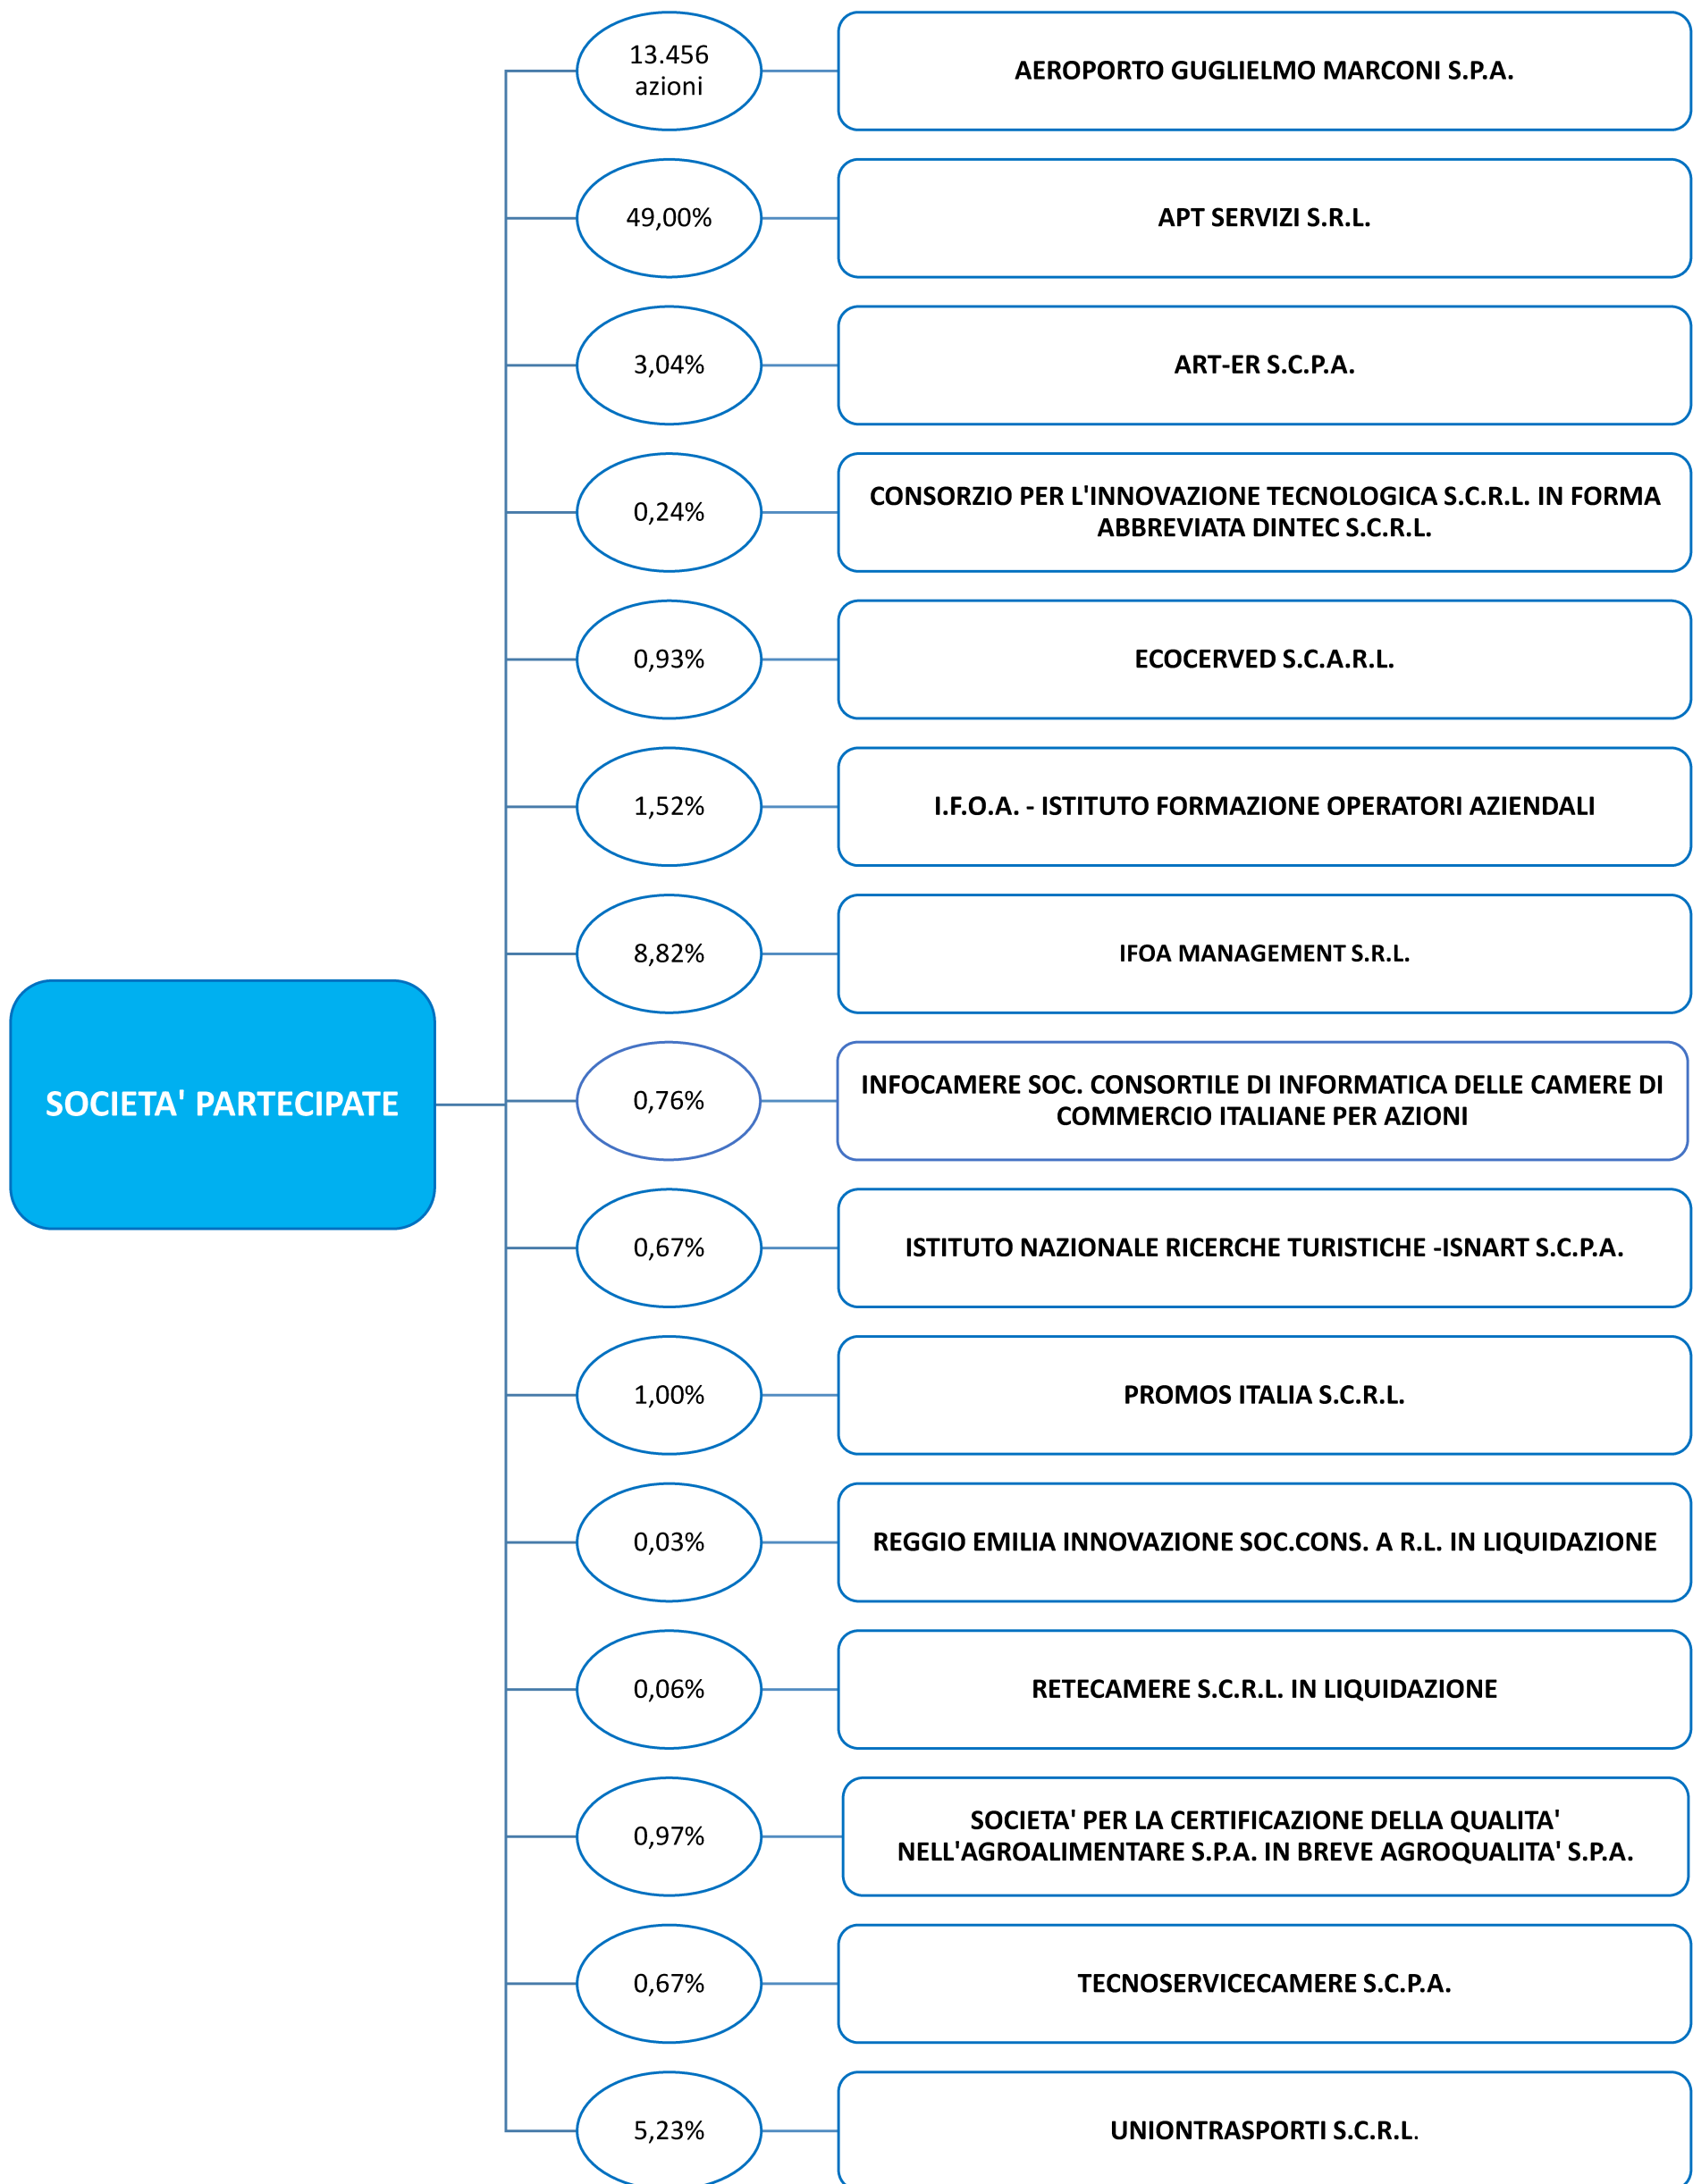 13.456
azioni
AEROPORTO GUGLIELMO MARCONI S.P.A.
49,00%
APT SERVIZI S.R.L.
3,04%
ART-ER S.C.P.A.
0,24%
CONSORZIO PER L'INNOVAZIONE TECNOLOGICA S.C.R.L. IN FORMA
ABBREVIATA DINTEC S.C.R.L.
0,93%
ECOCERVED S.C.A.R.L.
1,52%
I.F.O.A. - ISTITUTO FORMAZIONE OPERATORI AZIENDALI
8,82%
IFOA MANAGEMENT S.R.L.
SOCIETA' PARTECIPATE
0,76%
INFOCAMERE SOC. CONSORTILE DI INFORMATICA DELLE CAMERE DI
COMMERCIO ITALIANE PER AZIONI
0,67%
ISTITUTO NAZIONALE RICERCHE TURISTICHE -ISNART S.C.P.A.
1,00%
PROMOS ITALIA S.C.R.L.
0,03%
REGGIO EMILIA INNOVAZIONE SOC.CONS. A R.L. IN LIQUIDAZIONE
0,06%
RETECAMERE S.C.R.L. IN LIQUIDAZIONE
0,97%
SOCIETA' PER LA CERTIFICAZIONE DELLA QUALITA'
NELL'AGROALIMENTARE S.P.A. IN BREVE AGROQUALITA' S.P.A.
0,67%
TECNOSERVICECAMERE S.C.P.A.
5,23%
UNIONTRASPORTI S.C.R.L.